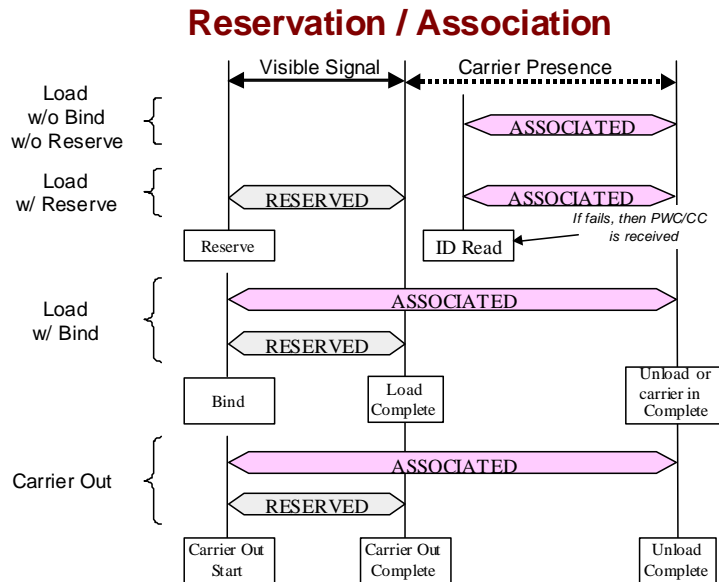 Reservation / Association
Visible Signal
Carrier Presence
Load
w/o Bind
w/o Reserve
ASSOCIATED
Load
w/ Reserve
RESERVED
ASSOCIATED
If fails, then PWC/CC
is received
Reserve
ID Read
Load
w/ Bind
ASSOCIATED
RESERVED
Bind
Load
Complete
Unload or
carrier in
Complete
Carrier Out
ASSOCIATED
RESERVED
Carrier Out
Start
Carrier Out
Complete
Unload
Complete